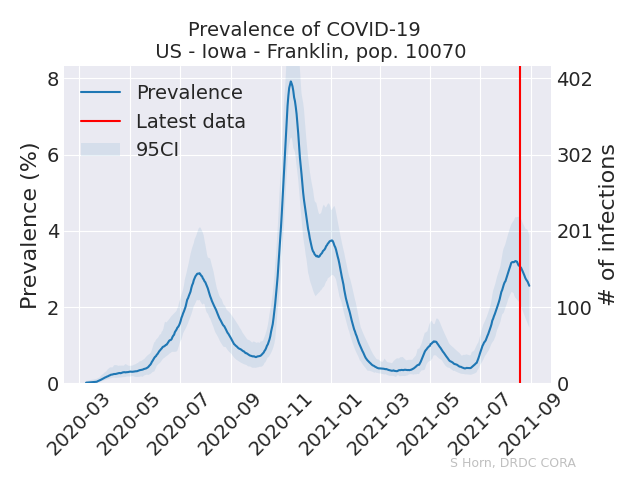 Prevalence of COVID-19
US - Iowa - Franklin, pop. 10070
Prevalence
Latest data
95CI
Prevalence (%)
8
6
4
2
0
402
302
201
100
0
# of infections
2020-03
2020-05
2020-07
2020-09
2020-11
2021-01
2021-03
2021-05
2021-07
2021-09
S Horn, DRDC CORA